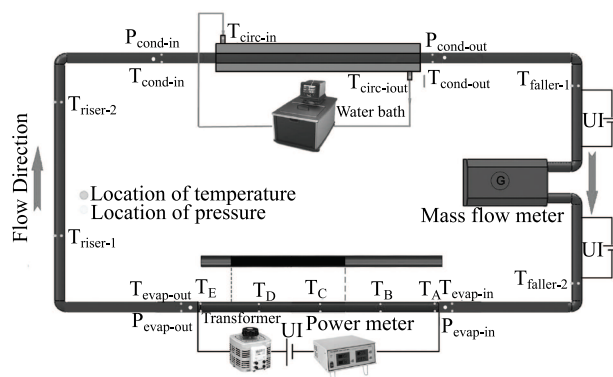 T_circ-in
P_cond-in
P_cond-out
T_cond-in
T_circ-iout
T_cond-out
T_faller-1
Water bath
T_riser-2
UI
Flow Direction
G
Location of temperature
Location of pressure
Mass flow meter
T_riser-1
UI
T_faller-2
T_evap-out
T_E
T_D
T_C
T_B
T_A
T_evap-in
P_evap-out
Transformer
UI
Power meter
P_evap-in